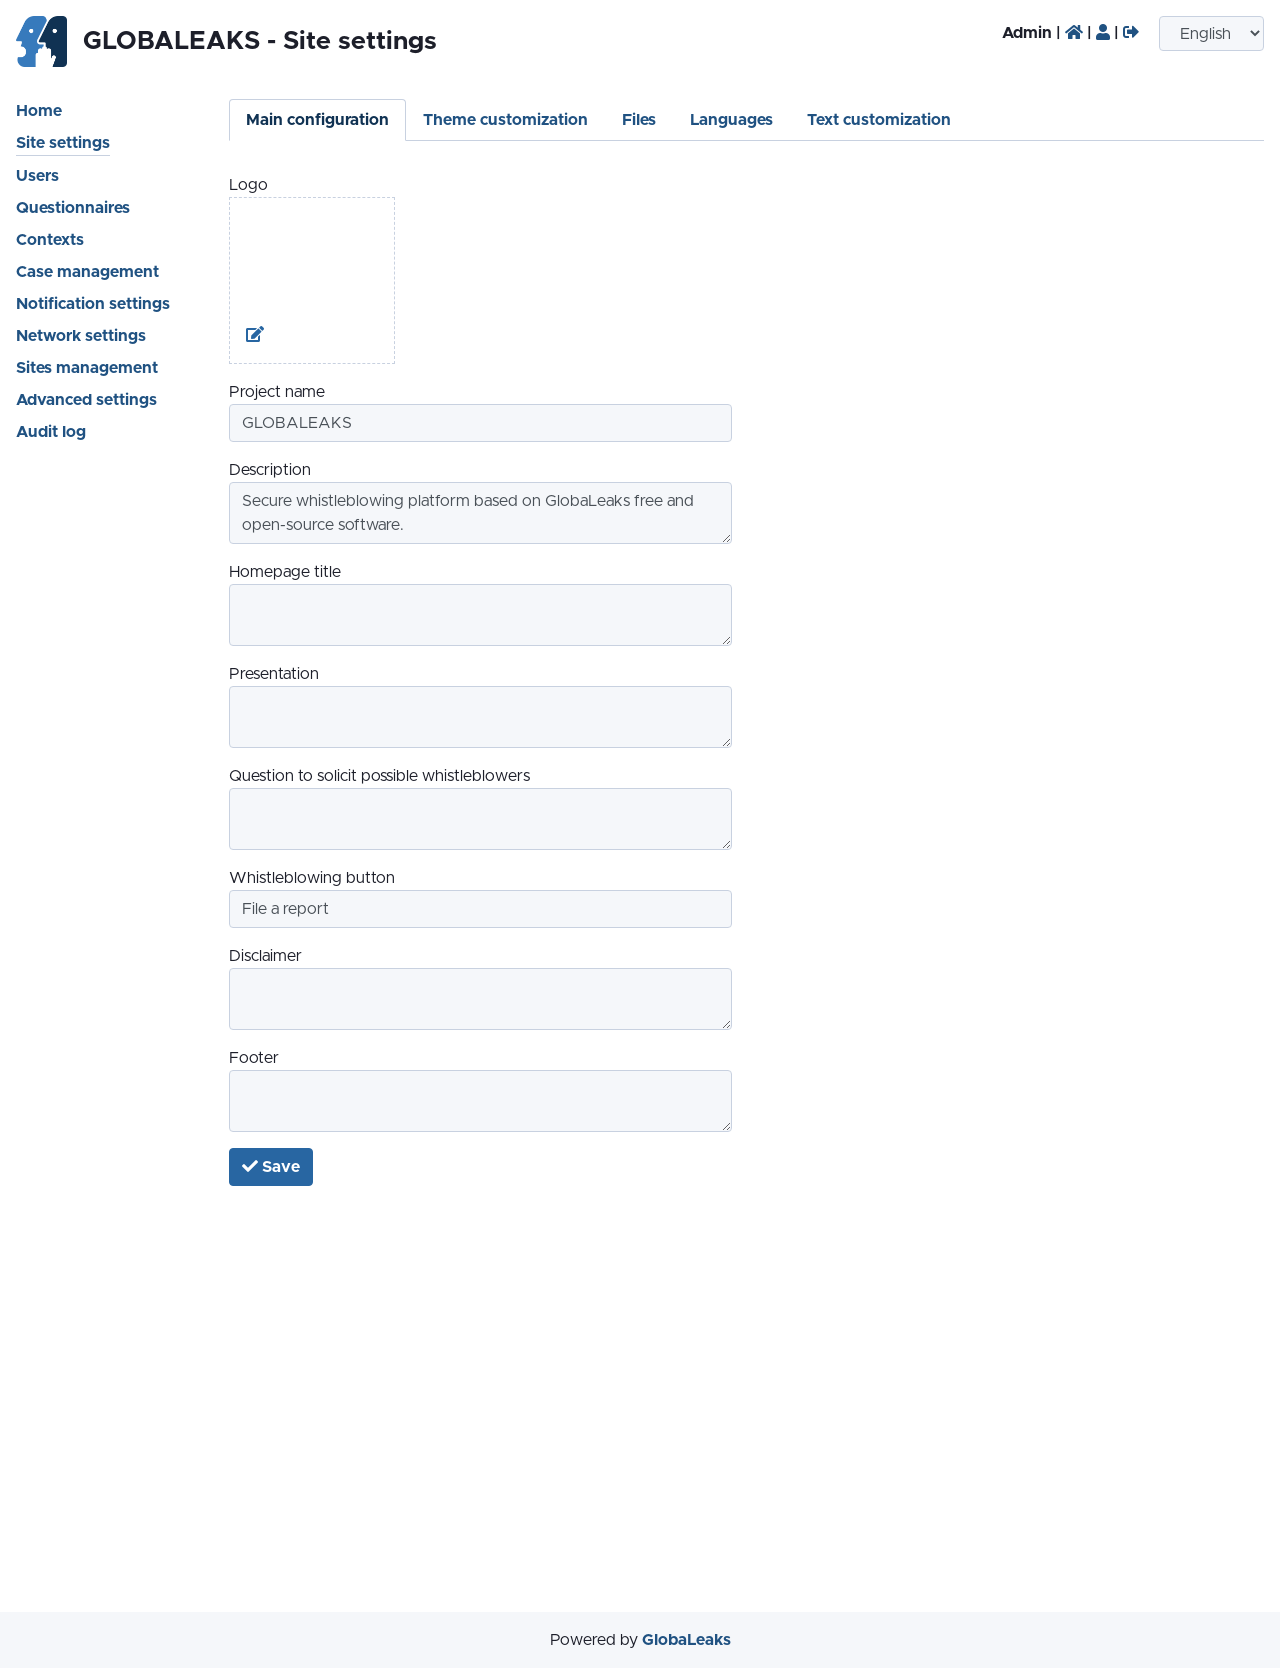 GLOBALEAKS - Site settings
Admin | | |
English
Home
Site settings
Users
Questionnaires
Contexts
Case management
Notification settings
Network settings
Sites management
Advanced settings
Audit log
Main configuration
Theme customization
Files
Languages
Text customization
Logo
Project name
GLOBALEAKS
Description
Secure whistleblowing platform based on GlobaLeaks free and
open-source software.
Homepage title
Presentation
Question to solicit possible whistleblowers
Whistleblowing button
File a report
Disclaimer
Footer
Save
Powered by GlobaLeaks